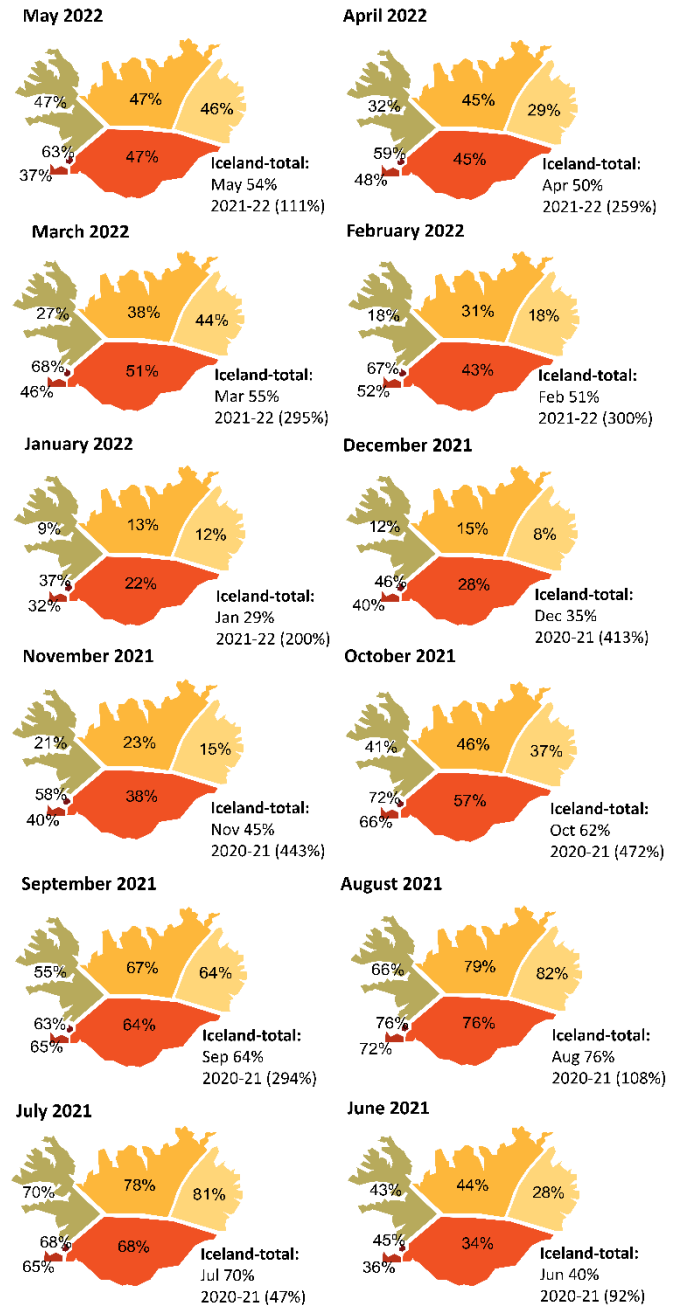 May 2022
47%
47%
46%
63%
47%
37%
Iceland-total:
May 54%
2021-22 (111%)
April 2022
32%
45%
29%
59%
45%
48%
Iceland-total:
Apr 50%
2021-22 (259%)
March 2022
27%
38%
44%
68%
51%
46%
Iceland-total:
Mar 55%
2021-22 (295%)
February 2022
18%
31%
18%
67%
43%
52%
Iceland-total:
Feb 51%
2021-22 (300%)
January 2022
9%
13%
12%
37%
22%
32%
Iceland-total:
Jan 29%
2021-22 (200%)
December 2021
12%
15%
8%
46%
28%
40%
Iceland-total:
Dec 35%
2020-21 (413%)
November 2021
21%
23%
15%
58%
38%
40%
Iceland-total:
Nov 45%
2020-21 (443%)
October 2021
41%
46%
37%
72%
57%
66%
Iceland-total:
Oct 62%
2020-21 (472%)
September 2021
55%
67%
64%
63%
64%
65%
Iceland-total:
Sep 64%
2020-21 (294%)
August 2021
66%
79%
82%
76%
76%
72%
Iceland-total:
Aug 76%
2020-21 (108%)
July 2021
70%
78%
81%
68%
68%
65%
Iceland-total:
Jul 70%
2020-21 (47%)
June 2021
43%
44%
28%
45%
34%
36%
Iceland-total:
Jun 40%
2020-21 (92%)